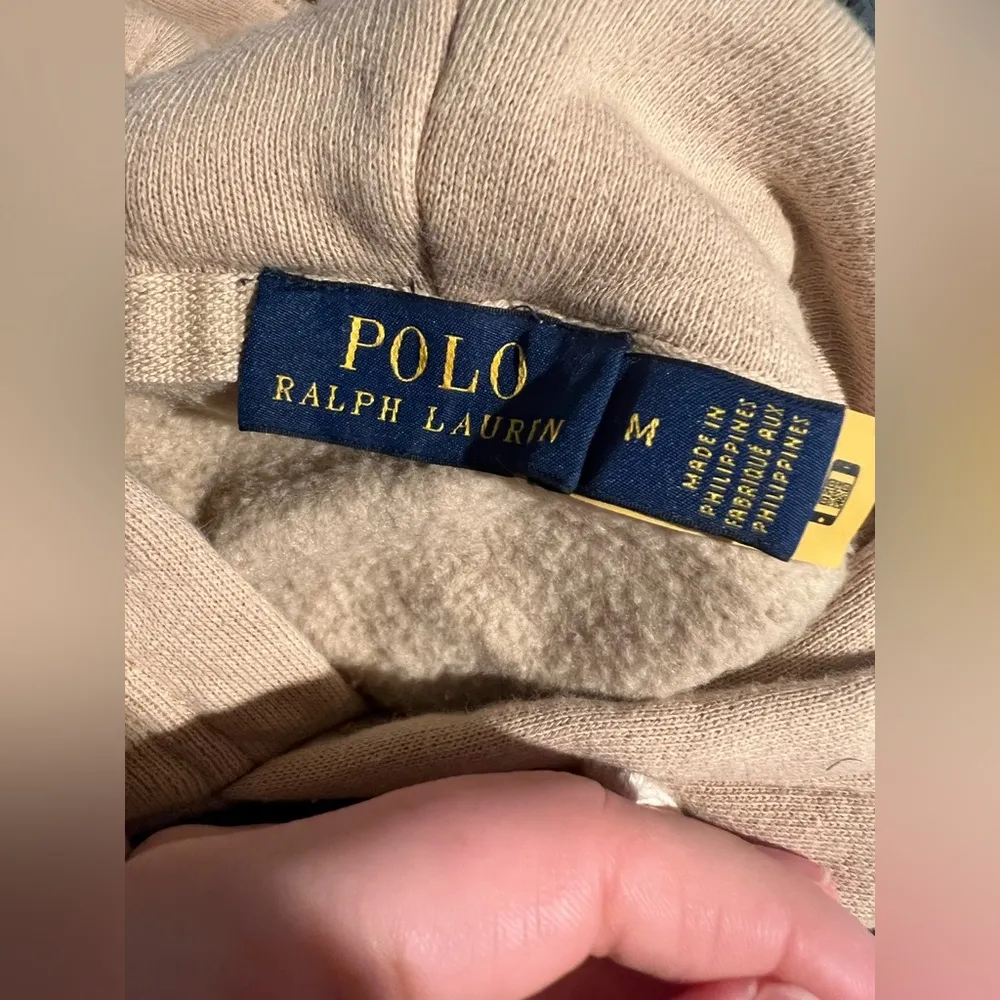 POLO
RALPH LAUREN
M
MADE IN
PHILIPPINES
FABRIQUÉ AUX
PHILIPPINES